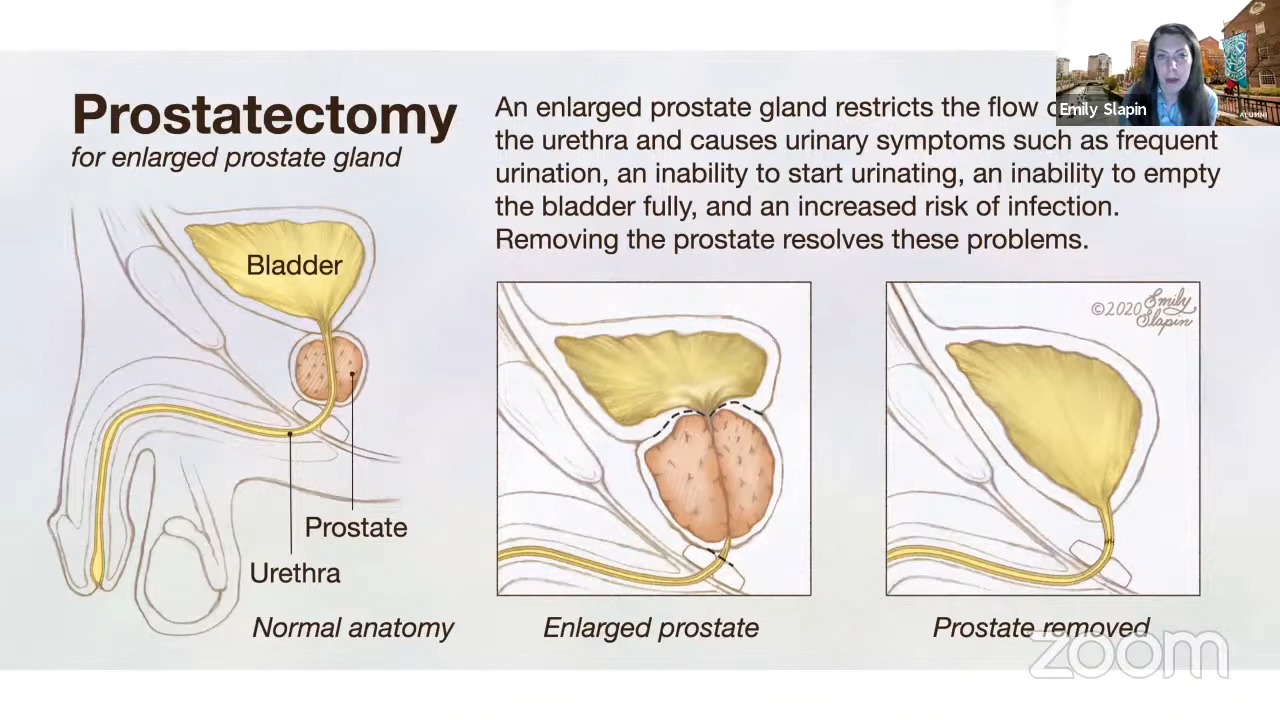 Prostatectomy
for enlarged prostate gland
An enlarged prostate gland restricts the flow
the urethra and causes urinary symptoms such as frequent
urination, an inability to start urinating, an inability to empty
the bladder fully, and an increased risk of infection.
Removing the prostate resolves these problems.
Emily Slapin
ALUMNI
Bladder
Prostate
Urethra
Normal anatomy
Enlarged prostate
©2020 Emily
Slapin
Prostate removed
zoom